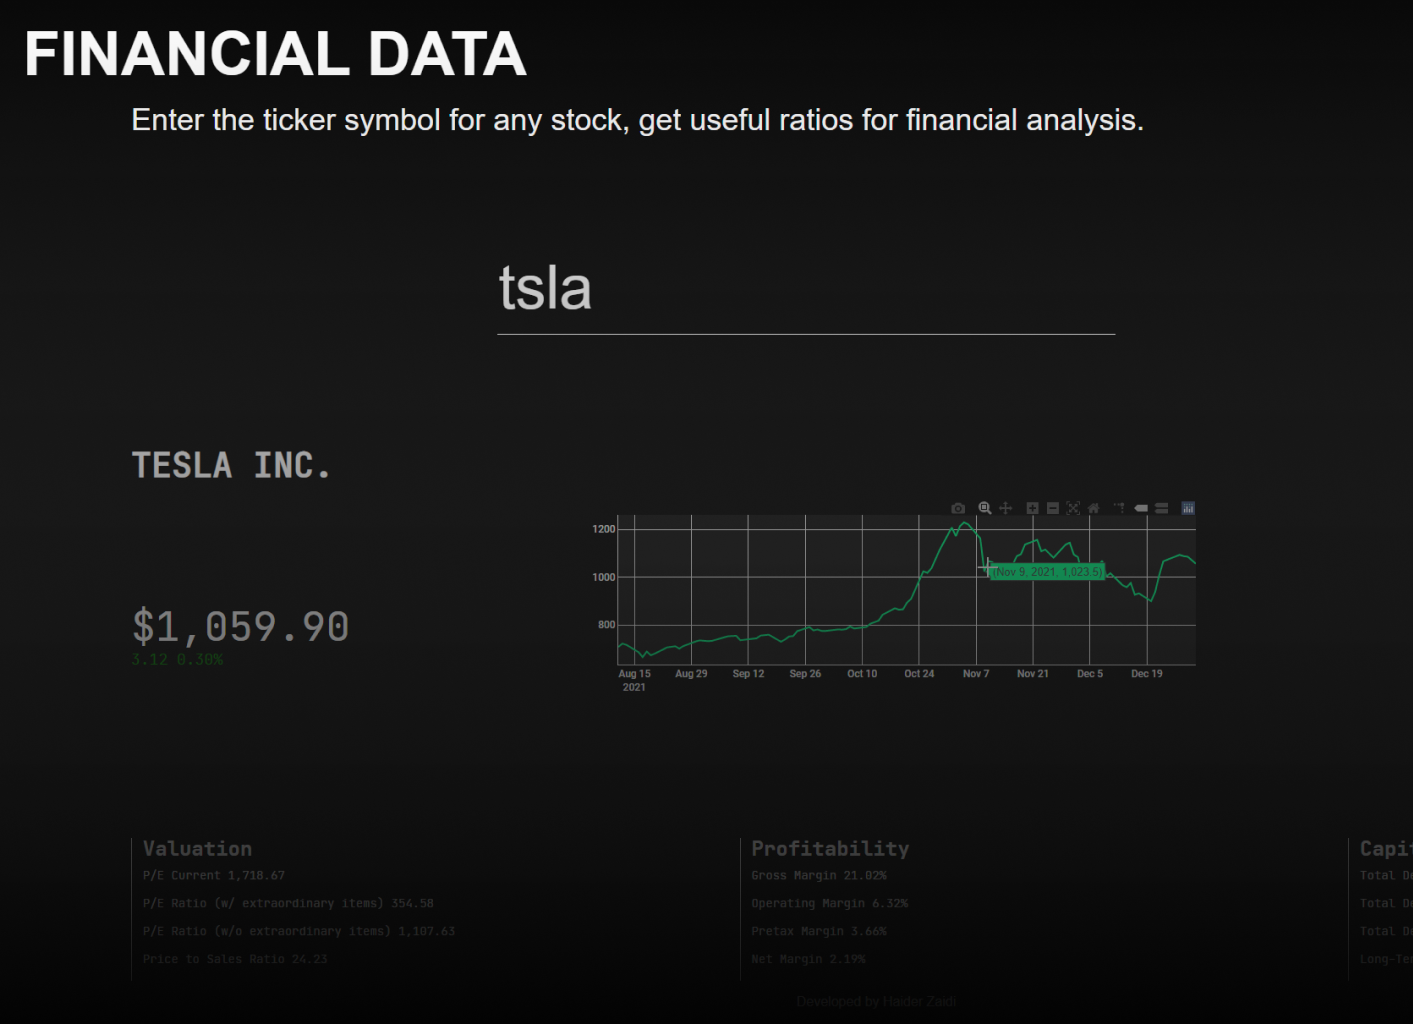 FINANCIAL DATA
Enter the ticker symbol for any stock, get useful ratios for financial analysis.
tsla
TESLA INC.
$1,059.90
3.12 0.30%
1200
1000
800
(Nov 9, 2021, 1,023.5)
Aug 15
2021
Aug 29
Sep 12
Sep 26
Oct 10
Oct 24
Nov 7
Nov 21
Dec 5
Dec 19
Valuation
P/E Current 1,718.67
P/E Ratio (w/ extraordinary items) 354.58
P/E Ratio (w/o extraordinary items) 1,107.63
Price to Sales Ratio 24.23
Profitability
Gross Margin 21.02%
Operating Margin 6.32%
Pretax Margin 3.66%
Net Margin 2.19%
Capi
Total De
Total De
Total De
Long-Ter
Developed by Haider Zaidi